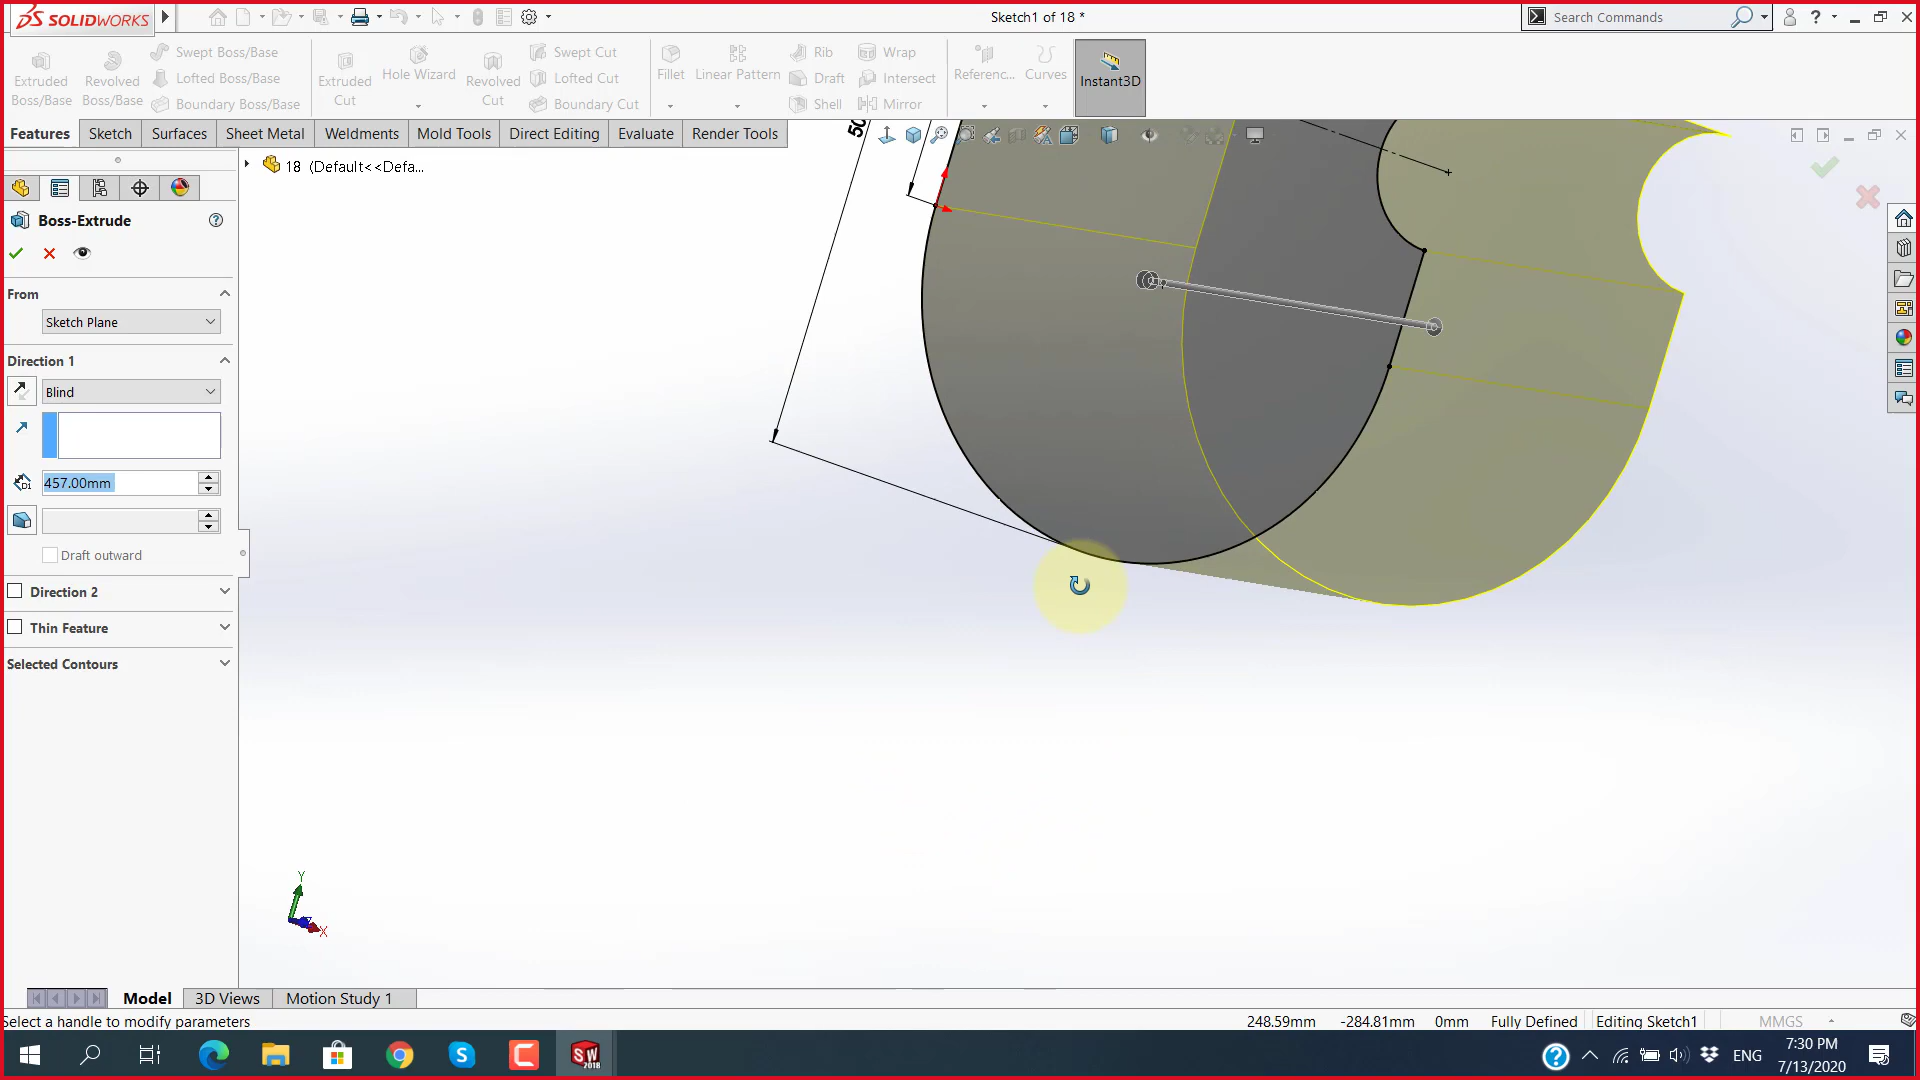 SOLIDWORKS
Sketch1 of 18 *
Search Commands
Extruded Boss/Base
Revolved Boss/Base
Swept Boss/Base
Lofted Boss/Base
Boundary Boss/Base
Extruded Cut
Hole Wizard
Revolved Cut
Swept Cut
Lofted Cut
Boundary Cut
Fillet
Linear Pattern
Rib
Draft
Shell
Wrap
Intersect
Mirror
Referenc...
Curves
Instant3D
Features
Sketch
Surfaces
Sheet Metal
Weldments
Mold Tools
Direct Editing
Evaluate
Render Tools
18 (Default<<Defa...
Boss-Extrude
From
Sketch Plane
Direction 1
Blind
D1
457.00mm
Draft outward
Direction 2
Thin Feature
Selected Contours
Y
X
Model
3D Views
Motion Study 1
Select a handle to modify parameters
248.59mm
-284.81mm
0mm
Fully Defined
Editing Sketch1
MMGS
SW
2018
ENG
7:30 PM
7/13/2020